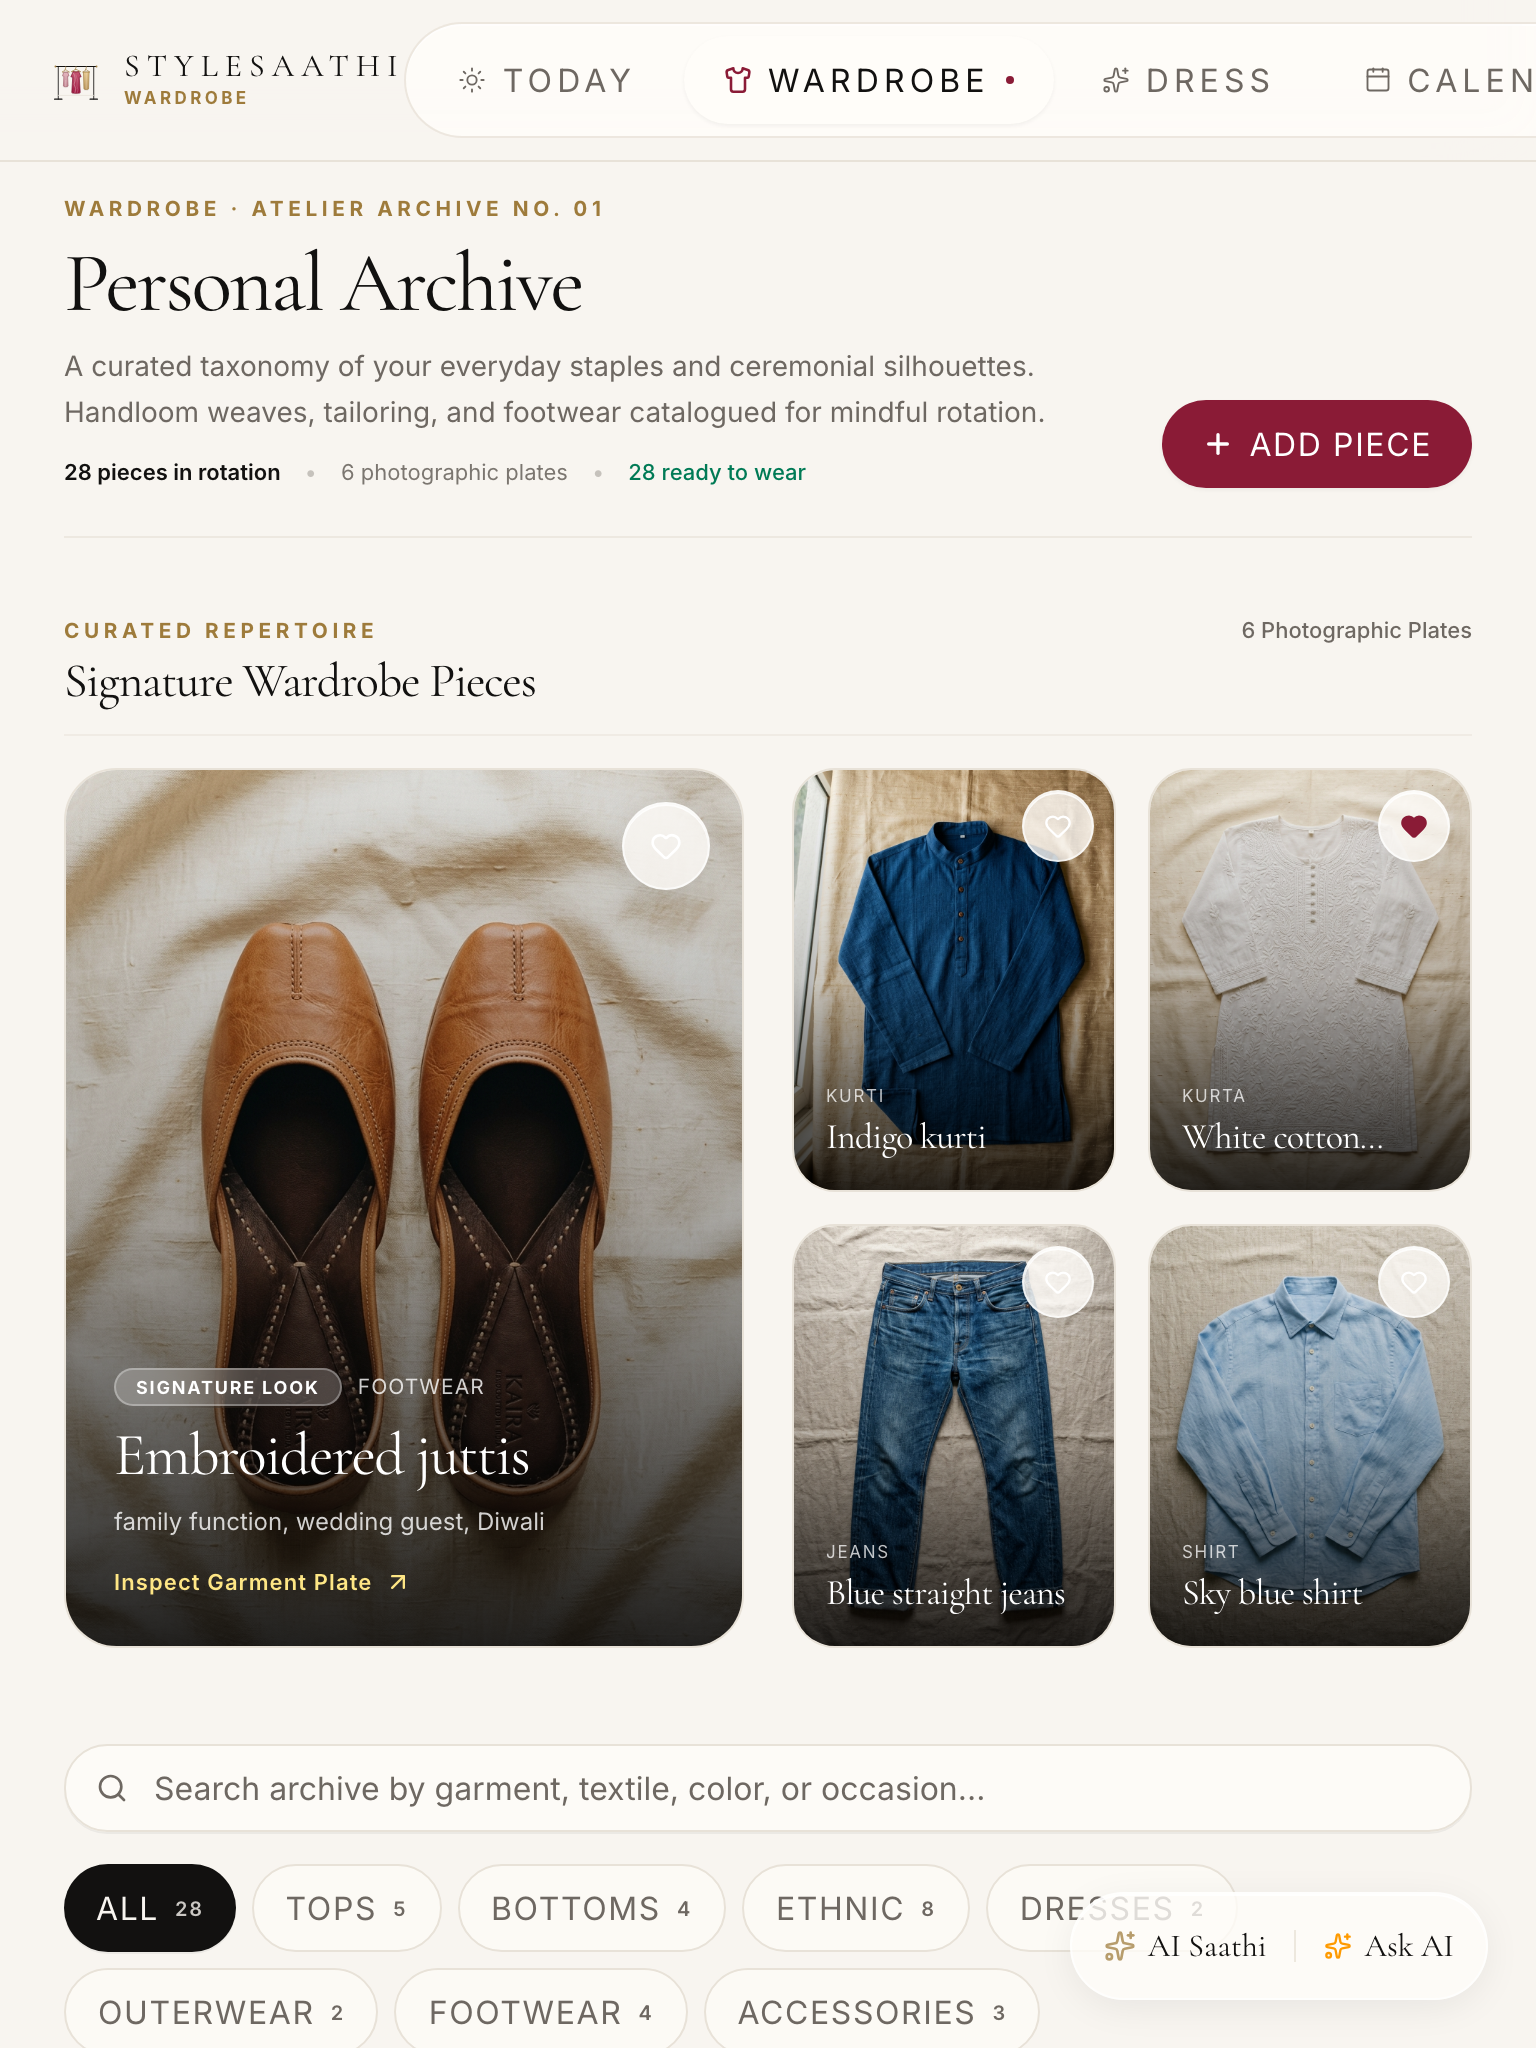 STYLESAATHI
WARDROBE
TODAY
WARDROBE
DRESS
CALEN
WARDROBE · ATELIER ARCHIVE NO. 01
Personal Archive
A curated taxonomy of your everyday staples and ceremonial silhouettes.
Handloom weaves, tailoring, and footwear catalogued for mindful rotation.
28 pieces in rotation • 6 photographic plates • 28 ready to wear
+ ADD PIECE
CURATED REPERTOIRE
6 Photographic Plates
Signature Wardrobe Pieces
SIGNATURE LOOK FOOTWEAR
Embroidered juttis
family function, wedding guest, Diwali
Inspect Garment Plate
KURTI
Indigo kurti
KURTA
White cotton...
JEANS
Blue straight jeans
SHIRT
Sky blue shirt
Search archive by garment, textile, color, or occasion...
ALL 28
TOPS 5
BOTTOMS 4
ETHNIC 8
DRESSES 2
AI Saathi
Ask AI
OUTERWEAR 2
FOOTWEAR 4
ACCESSORIES 3